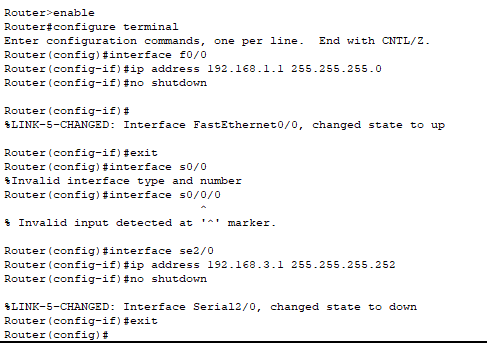 Router>enable
Router#configure terminal
Enter configuration commands, one per line.  End with CNTL/Z.
Router(config)#interface f0/0
Router(config-if)#ip address 192.168.1.1 255.255.255.0
Router(config-if)#no shutdown
Router(config-if)#
%LINK-5-CHANGED: Interface FastEthernet0/0, changed state to up
Router(config-if)#exit
Router(config)#interface s0/0
%Invalid interface type and number
Router(config)#interface s0/0/0
^
% Invalid input detected at '^' marker.
Router(config)#interface se2/0
Router(config-if)#ip address 192.168.3.1 255.255.255.252
Router(config-if)#no shutdown
%LINK-5-CHANGED: Interface Serial2/0, changed state to down
Router(config-if)#exit
Router(config)#